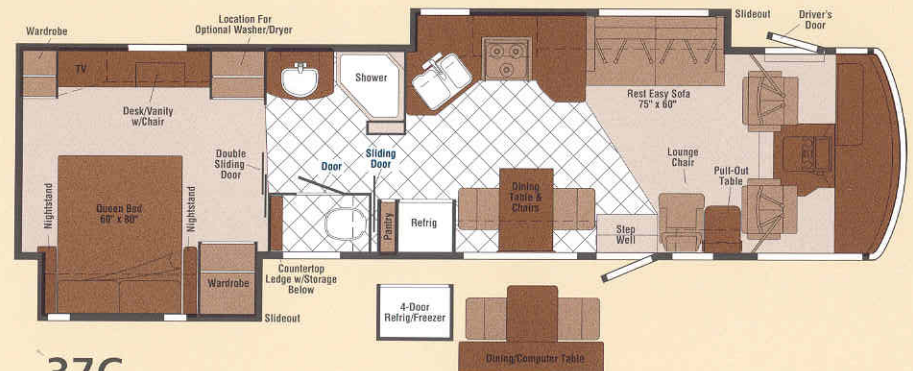 Wardrobe
Location For
Optional Washer/Dryer
Slideout
Driver's
Door
TV
Desk/Vanity
w/Chair
Shower
Rest Easy Sofa
75" x 60"
Double
Sliding
Door
Door
Sliding
Door
Lounge
Chair
Pull-Out
Table
Nightstand
Queen Bed
60" x 80"
Nightstand
Dining
Table &
Chairs
Pantry
Refrig
Step
Well
Wardrobe
Countertop
Ledge w/Storage
Below
Slideout
4-Door
Refrig/Freezer
Dining/Computer Table